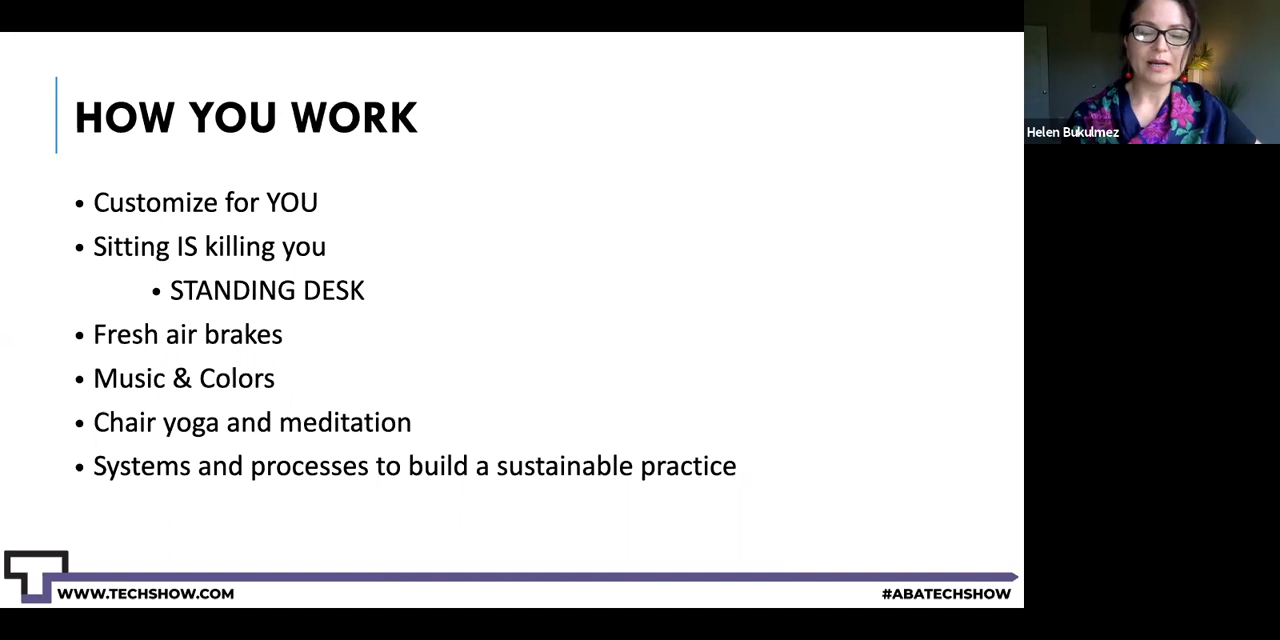 HOW YOU WORK
• Customize for YOU
• Sitting IS killing you
• STANDING DESK
• Fresh air brakes
• Music & Colors
• Chair yoga and meditation
• Systems and processes to build a sustainable practice
WWW.TECHSHOW.COM
#ABATECHSHOW
Helen Bukulmez